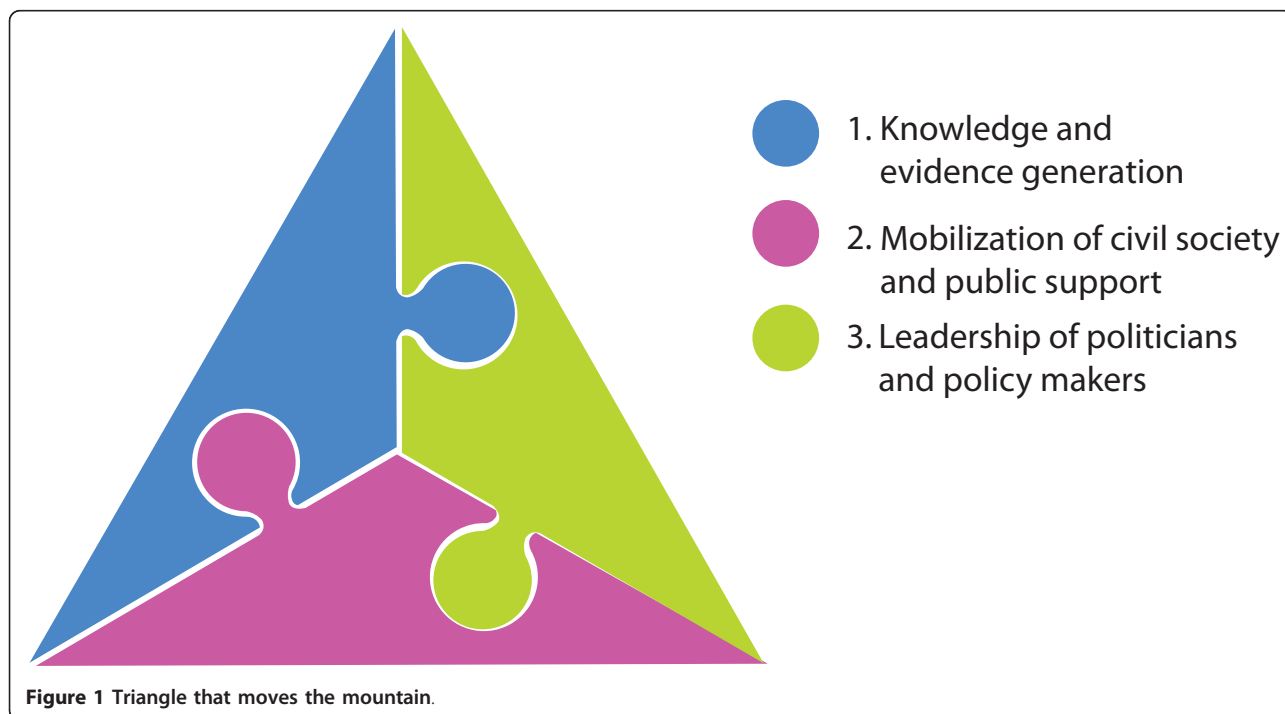 1. Knowledge and
evidence generation
2. Mobilization of civil society
and public support
3. Leadership of politicians
and policy makers
Figure 1 Triangle that moves the mountain.